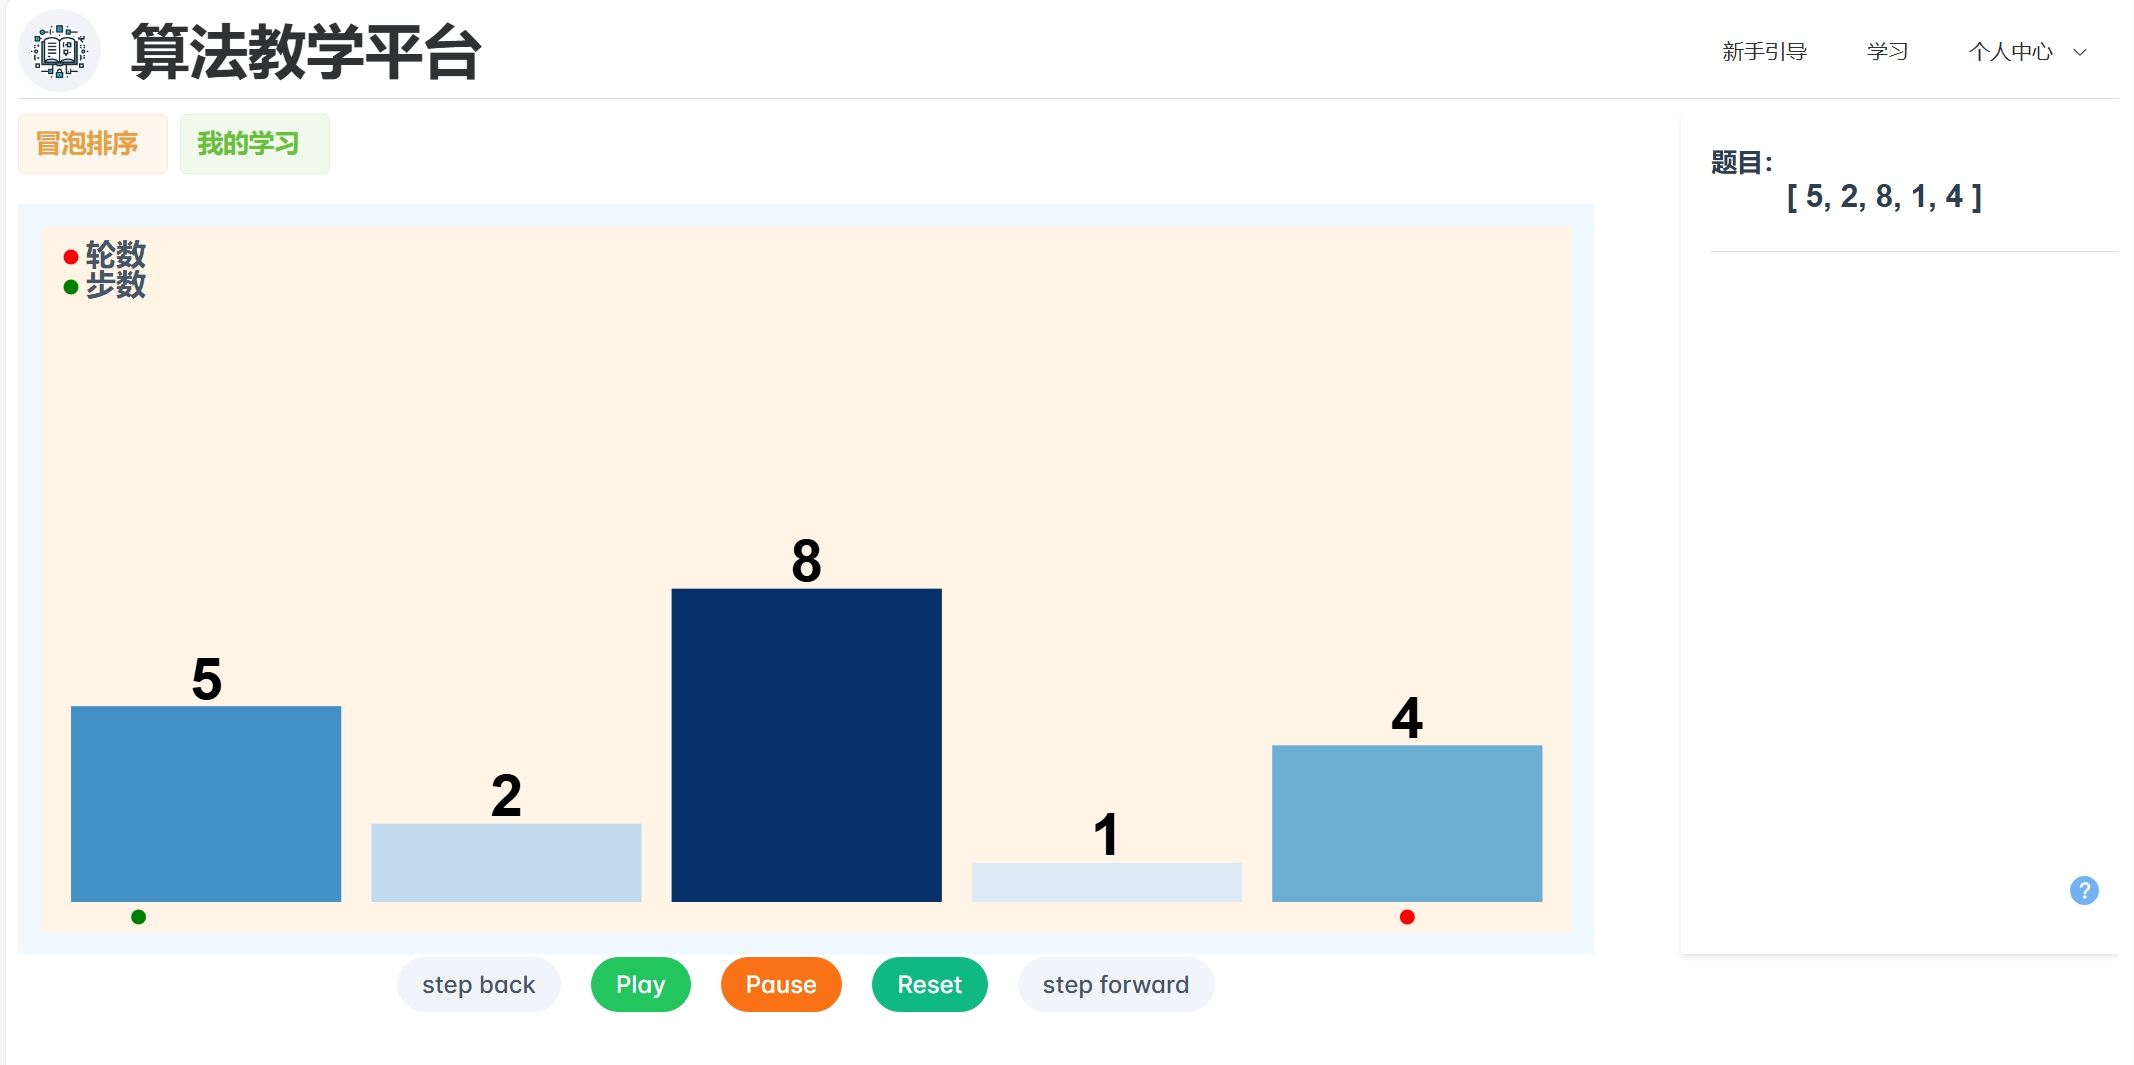 算法教学平台
新手引导 学习 个人中心
冒泡排序 我的学习
题目：
[ 5, 2, 8, 1, 4 ]
轮数
步数
8
5
4
2
1
?
step back Play Pause Reset step forward